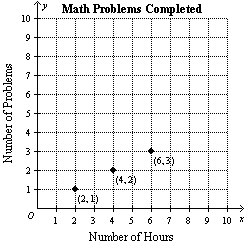 Math Problems Completed
y
10
9
8
7
6
5
4
3
2
1
Number of Problems
(6, 3)
(4, 2)
(2, 1)
O
1 2 3 4 5 6 7 8 9 10 x
Number of Hours